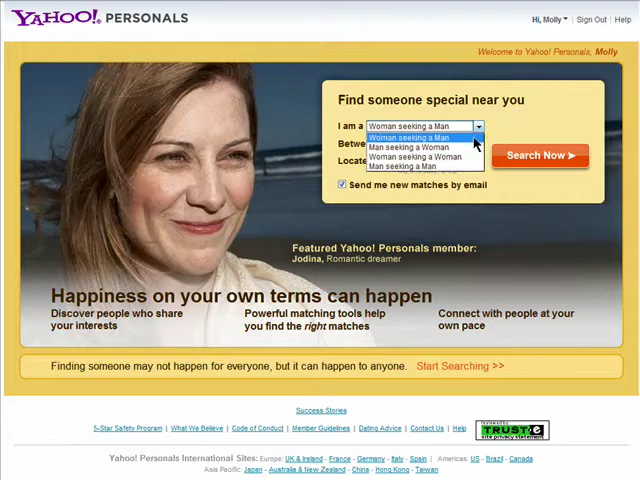 YAHOO! PERSONALS
Hi, Molly | Sign Out | Help
Welcome to Yahoo! Personals, Molly
Find someone special near you
I am a Woman seeking a Man
Woman seeking a Man
Man seeking a Woman
Woman seeking a Woman
Man seeking a Man
Search Now
Send me new matches by email
Featured Yahoo! Personals member:
Jodina, Romantic dreamer
Happiness on your own terms can happen
Discover people who share
your interests
Powerful matching tools help
you find the right matches
Connect with people at your
own pace
Finding someone may not happen for everyone, but it can happen to anyone. Start Searching >>
Success Stories
5-Star Safety Program | What We Believe | Code of Conduct | Member Guidelines | Dating Advice | Contact Us | Help
TRUSTe
site privacy statement
Yahoo! Personals International Sites: Europe: UK & Ireland - France - Germany - Italy - Spain | Americas: US - Brazil - Canada
Asia Pacific: Japan - Australia & New Zealand - China - Hong Kong - Taiwan